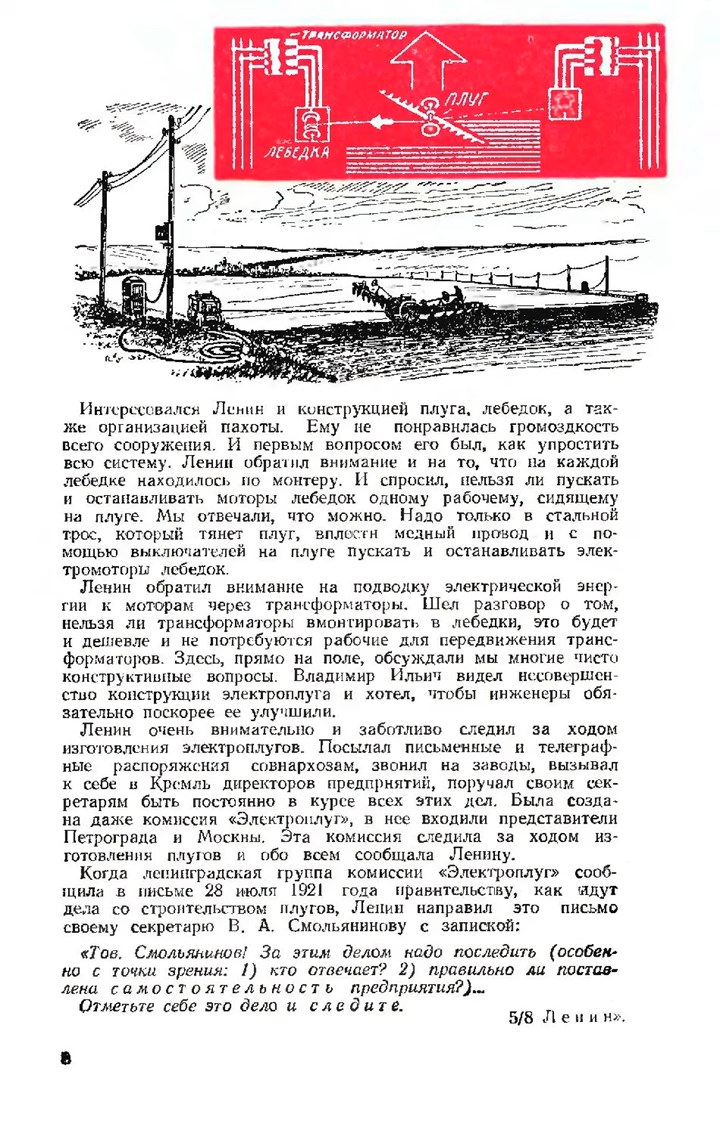 ТРАНСФОРМАТОР
ПЛУГ
ЛЕБЕДКА
Интересовался Ленин и конструкцией плуга, лебедок, а так-
же организацией пахоты. Ему не понравилась громоздкость
всего сооружения. И первым вопросом его был, как упростить
всю систему. Ленин обратил внимание и на то, что на каждой
лебедке находилось по монтеру. И спросил, нельзя ли пускать
и останавливать моторы лебедок одному рабочему, сидящему
на плуге. Мы отвечали, что можно. Надо только в стальной
трос, который тянет плуг, вплести медный провод и с по-
мощью выключателей на плуге пускать и останавливать элек-
тромоторы лебедок.
Ленин обратил внимание на подводку электрической энер-
гии к моторам через трансформаторы. Шел разговор о том,
нельзя ли трансформаторы вмонтировать в лебедки, это будет
и дешевле и не потребуются рабочие для передвижения транс-
форматоров. Здесь, прямо на поле, обсуждали мы многие чисто
конструктивные вопросы. Владимир Ильич видел несовершен-
ство конструкции электроплуга и хотел, чтобы инженеры обя-
зательно поскорее ее улучшили.
Ленин очень внимательно и заботливо следил за ходом
изготовления электроплугов. Посылал письменные и телеграф-
ные распоряжения совнархозам, звонил на заводы, вызывал
к себе в Кремль директоров предприятий, поручал своим сек-
ретарям быть постоянно в курсе всех этих дел. Была созда-
на даже комиссия «Электроплуг», в нее входили представители
Петрограда и Москвы. Эта комиссия следила за ходом из-
готовления плугов и обо всем сообщала Ленину.
Когда ленинградская группа комиссии «Электроплуг» сооб-
щила в письме 28 июля 1921 года правительству, как идут
дела со строительством плугов, Ленин направил это письмо
своему секретарю В. А. Смольянинову с запиской:
«Тов. Смольянинов! За этим делом надо последить (особен-
но с точки зрения: 1) кто отвечает? 2) правильно ли постав-
лена самостоятельность предприятия?)...
Отметьте себе это дело и следите.
5/8 Ленин».
8